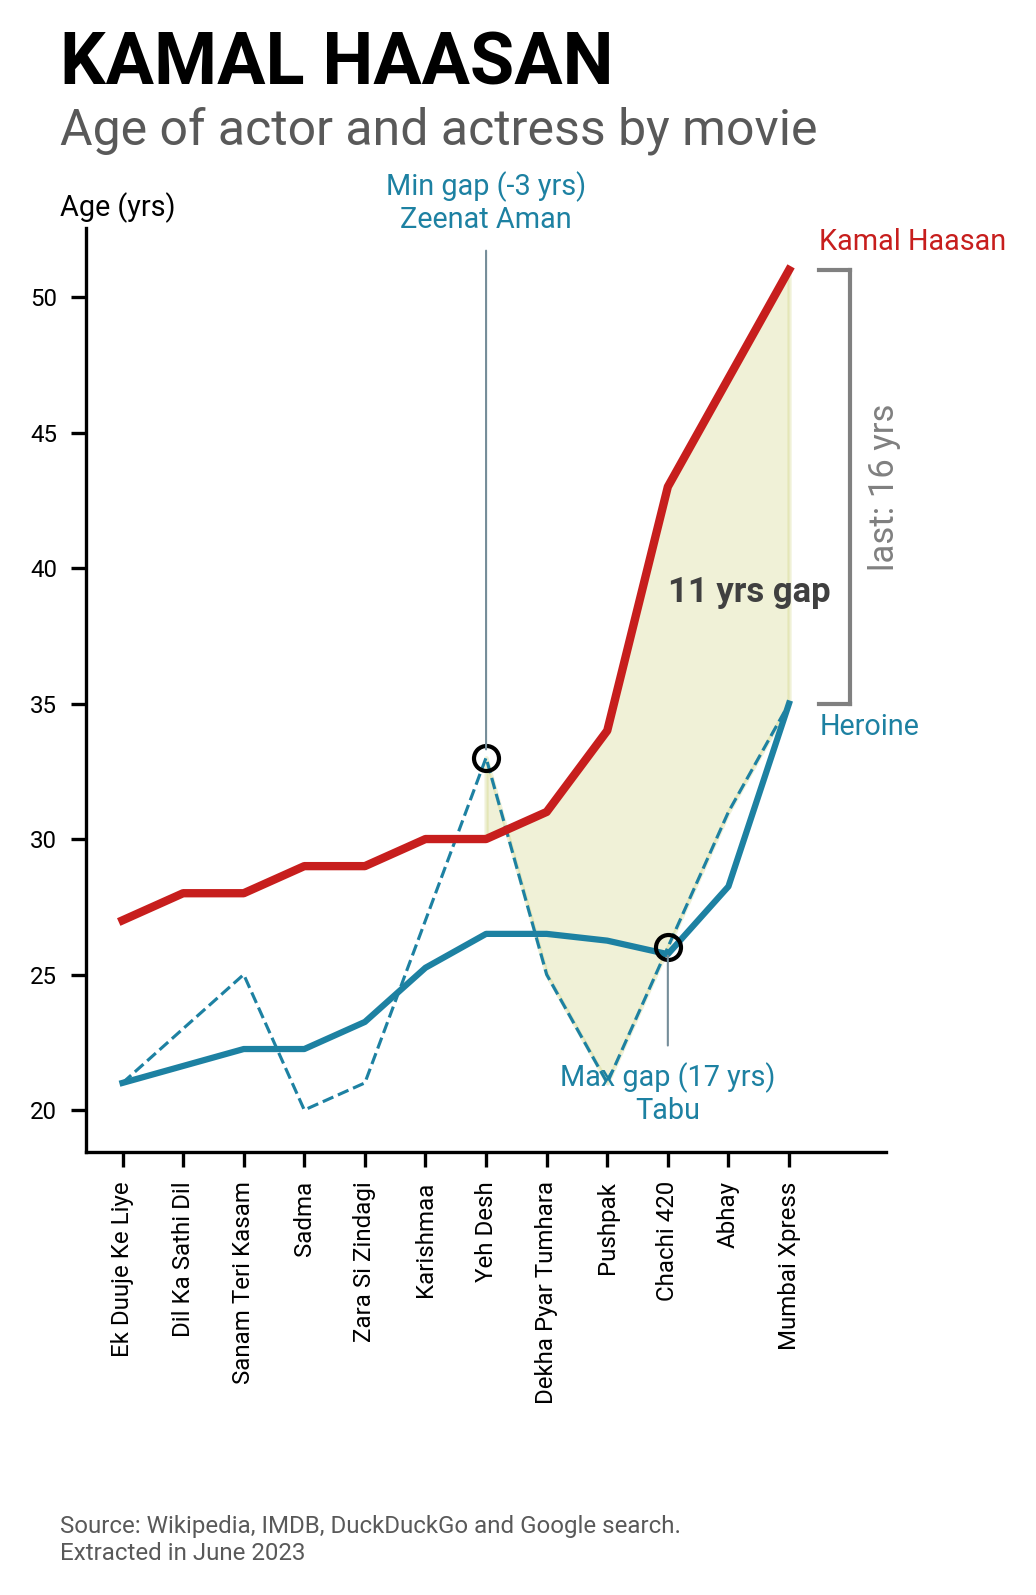 KAMAL HAASAN
Age of actor and actress by movie
Min gap (-3 yrs)
Zeenat Aman
Age (yrs)
Kamal Haasan
50
45
40
35
30
25
20
last: 16 yrs
11 yrs gap
Heroine
Max gap (17 yrs)
Tabu
Ek Duuje Ke Liye
Dil Ka Sathi Dil
Sanam Teri Kasam
Sadma
Zara Si Zindagi
Karishmaa
Yeh Desh
Dekha Pyar Tumhara
Pushpak
Chachi 420
Abhay
Mumbai Xpress
Source: Wikipedia, IMDB, DuckDuckGo and Google search.
Extracted in June 2023